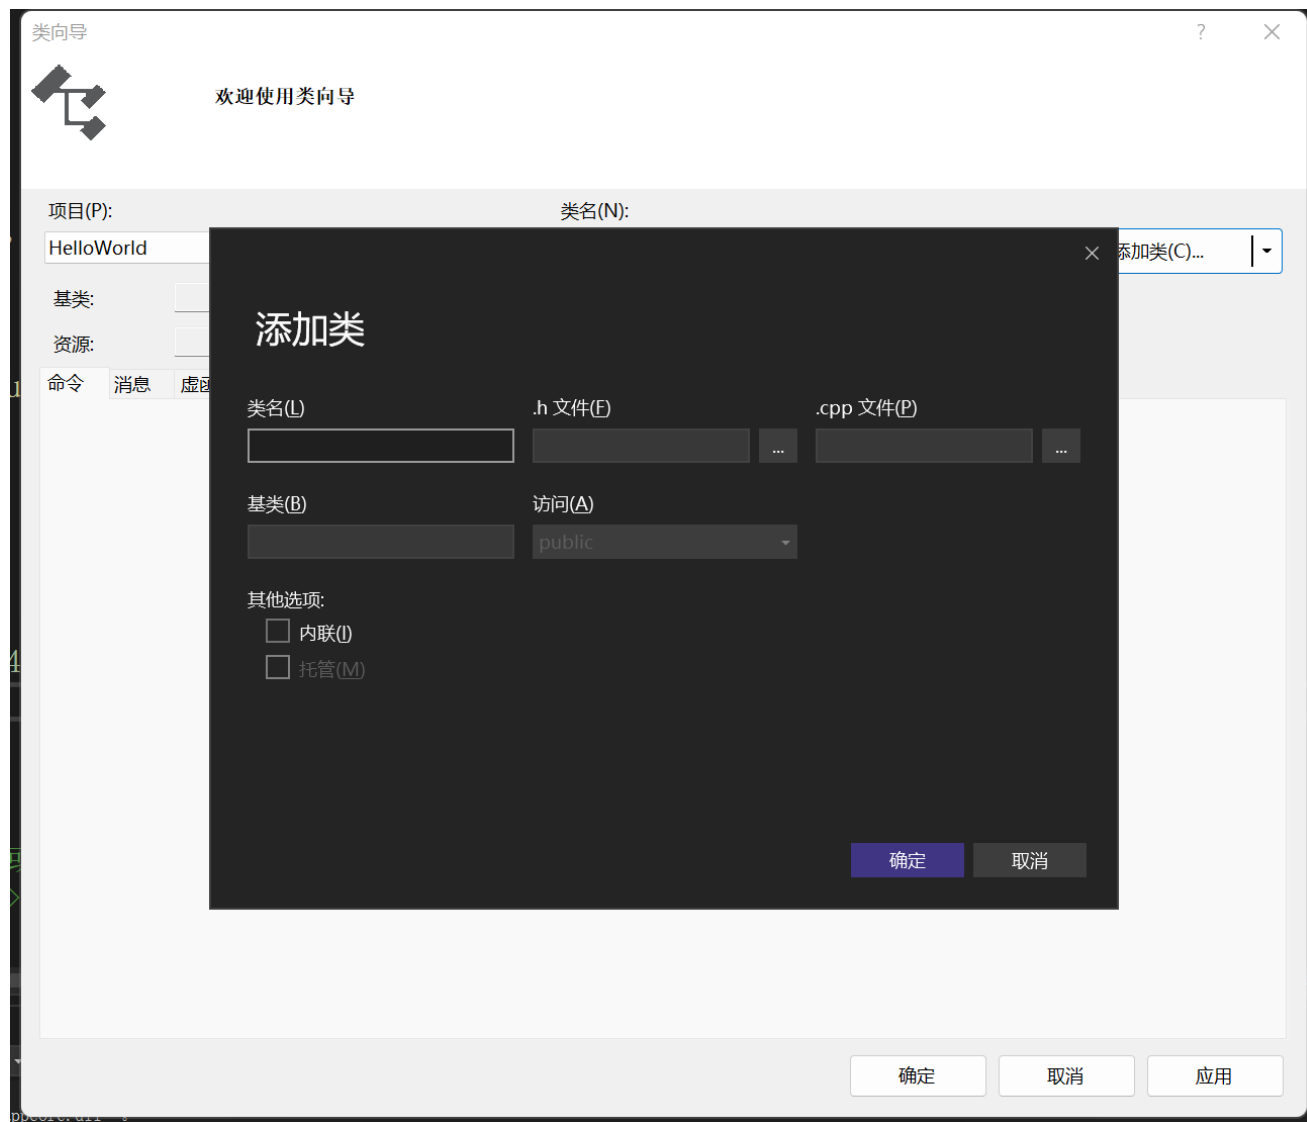 类向导
欢迎使用类向导
项目(P):
类名(N):
HelloWorld
添加类(C)...
基类:
资源:
命令
消息
添加类
类名(L)
.h 文件(F)
.cpp 文件(P)
...
...
基类(B)
访问(A)
public
其他选项:
内联(I)
托管(M)
确定
取消
确定
取消
应用